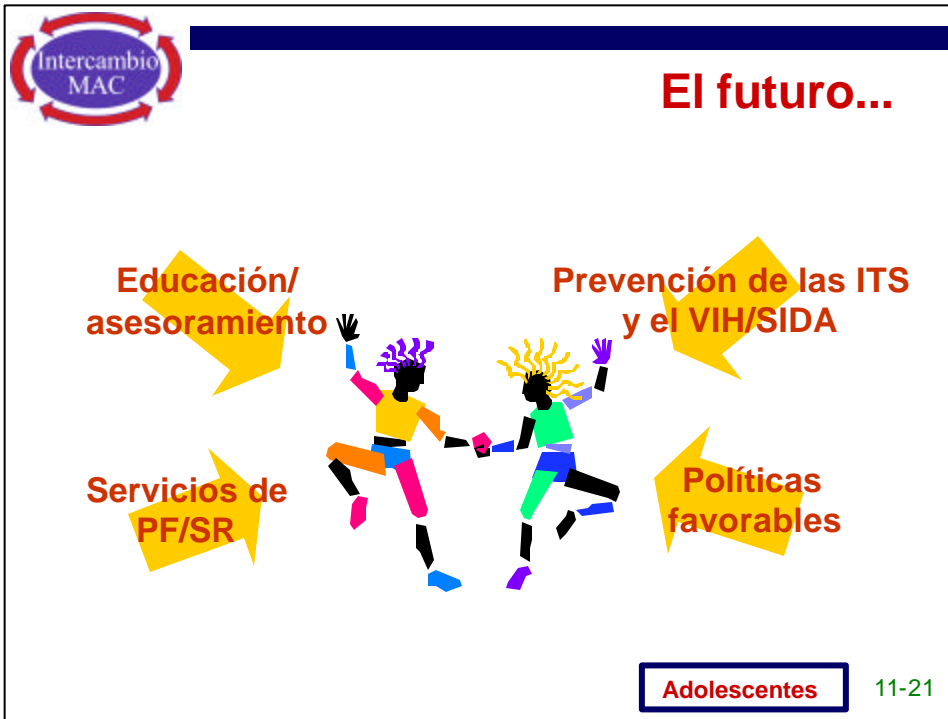 Intercambio
MAC
El futuro...
Educación/
asesoramiento
Prevención de las ITS
y el VIH/SIDA
Servicios de
PF/SR
Políticas
favorables
Adolescentes
11-21